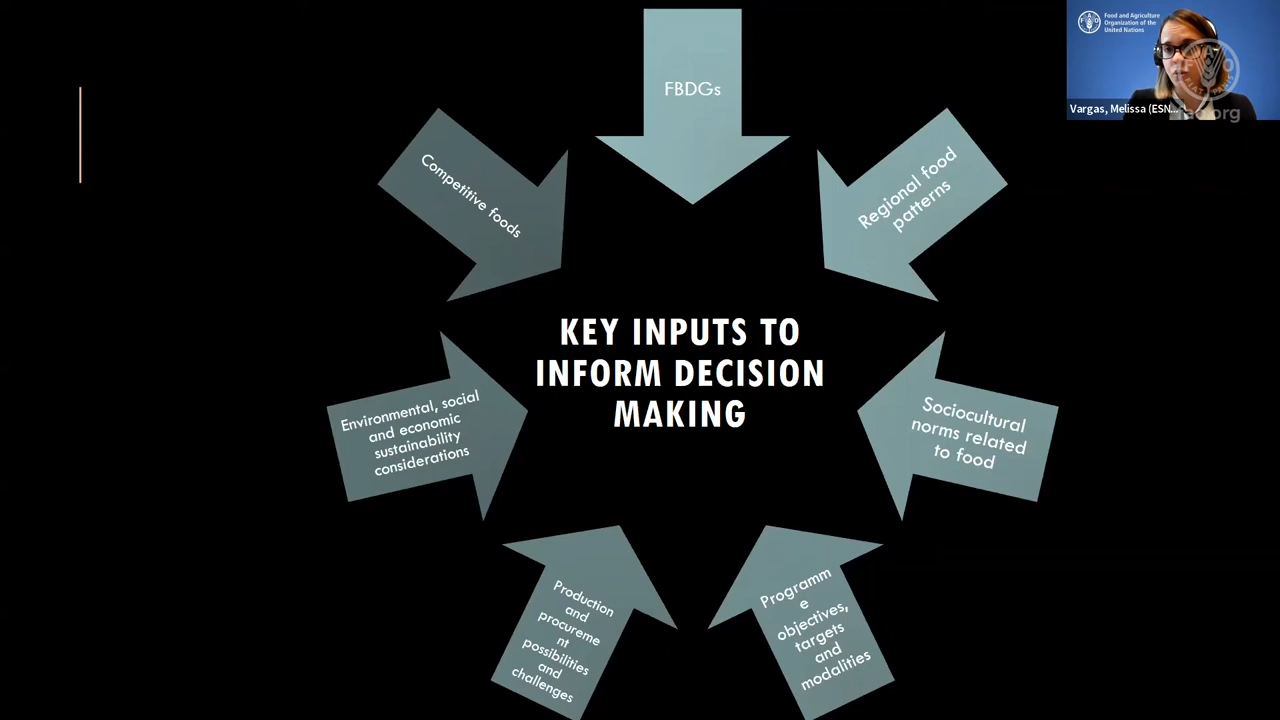 Food and Agriculture
Organization of the
United Nations
Vargas, Melissa (ESN...
fao.org
FBDGs
Competitive foods
Regional food
patterns
KEY INPUTS TO
INFORM DECISION
MAKING
Environmental, social
and economic
sustainability
considerations
Sociocultural
norms related
to food
Production
and
procureme
nt
possibilities
and
challenges
Programm
e
objectives,
targets
and
modalities